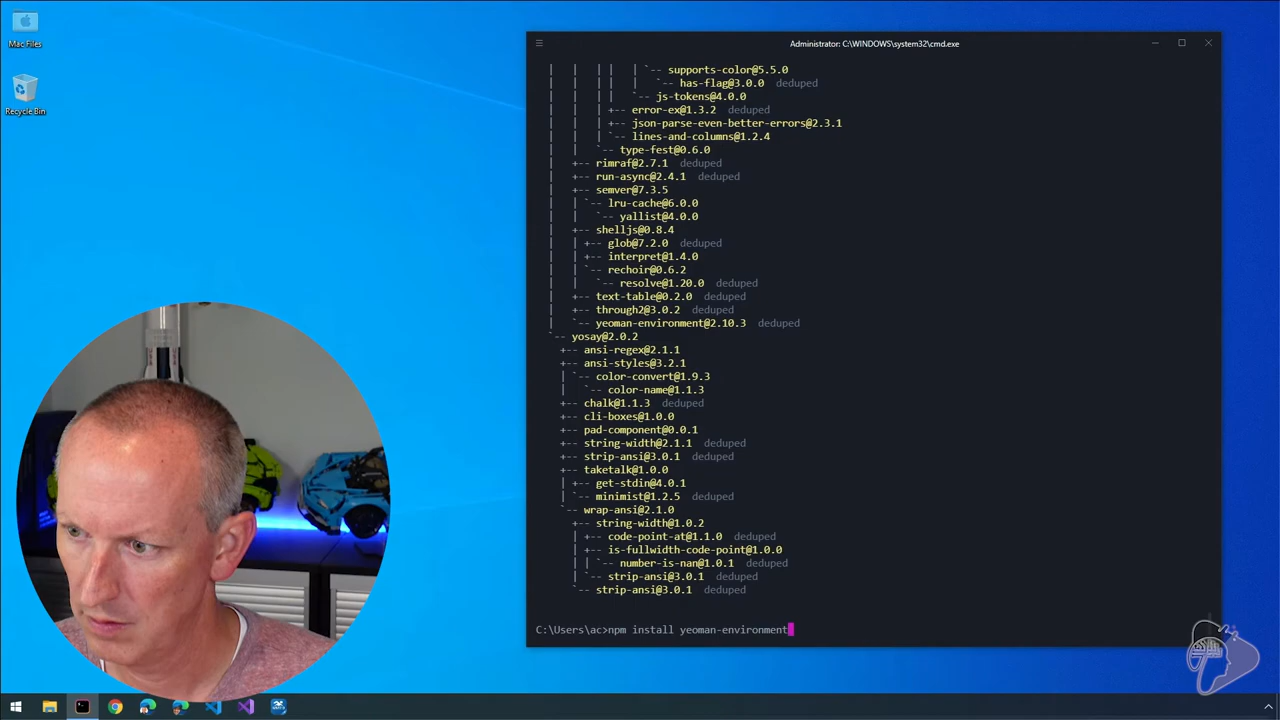 Mac Files
Recycle Bin
Administrator: C:\WINDOWS\system32\cmd.exe
| | | | | `-- supports-color@5.5.0
| | | | | `-- has-flag@3.0.0 deduped
| | | | `-- js-tokens@4.0.0
| | | +-- error-ex@1.3.2 deduped
| | | +-- json-parse-even-better-errors@2.3.1
| | | `-- lines-and-columns@1.2.4
| | `-- type-fest@0.6.0
| +-- rimraf@2.7.1 deduped
| +-- run-async@2.4.1 deduped
| +-- semver@7.3.5
| | `-- lru-cache@6.0.0
| | `-- yallist@4.0.0
| +-- shelljs@0.8.4
| | +-- glob@7.2.0 deduped
| | +-- interpret@1.4.0
| | `-- rechoir@0.6.2
| | `-- resolve@1.20.0 deduped
| +-- text-table@0.2.0 deduped
| +-- through2@3.0.2 deduped
| `-- yeoman-environment@2.10.3 deduped
`-- yosay@2.0.2
+-- ansi-regex@2.1.1
+-- ansi-styles@3.2.1
| `-- color-convert@1.9.3
| `-- color-name@1.1.3
+-- chalk@1.1.3 deduped
+-- cli-boxes@1.0.0
+-- pad-component@0.0.1
+-- string-width@2.1.1 deduped
+-- strip-ansi@3.0.1 deduped
+-- taketalk@1.0.0
| +-- get-stdin@4.0.1
| `-- minimist@1.2.5 deduped
`-- wrap-ansi@2.1.0
+-- string-width@1.0.2
| +-- code-point-at@1.1.0 deduped
| +-- is-fullwidth-code-point@1.0.0
| | `-- number-is-nan@1.0.1 deduped
| `-- strip-ansi@3.0.1 deduped
`-- strip-ansi@3.0.1 deduped
C:\Users\ac>npm install yeoman-environment